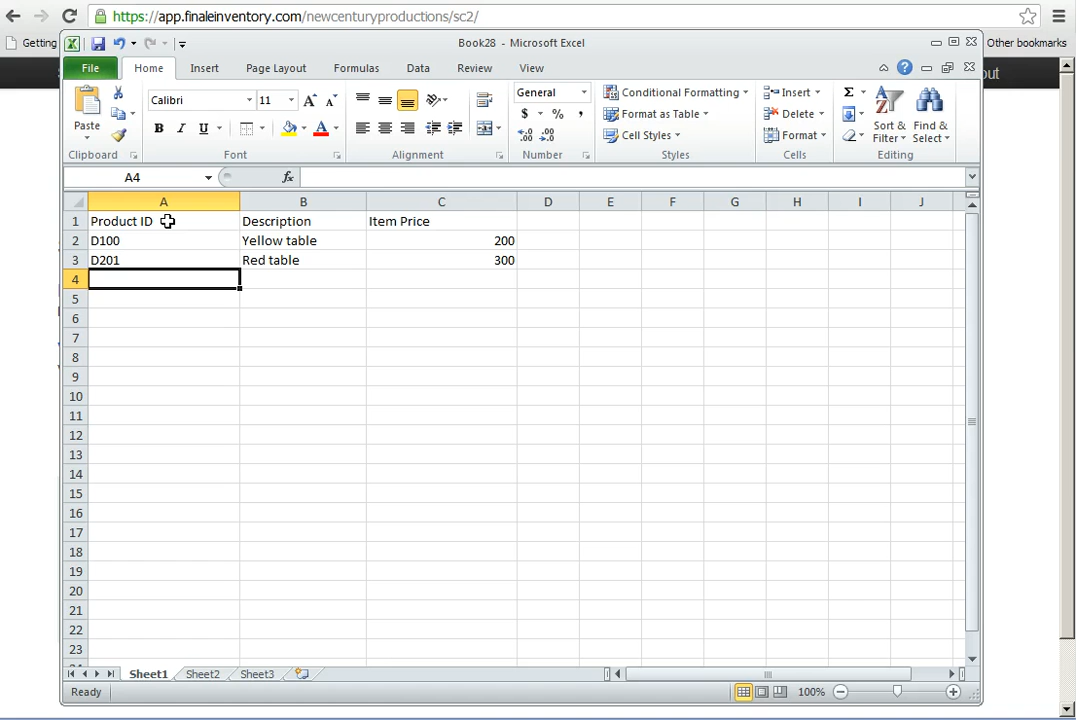 https://app.finaleinventory.com/newcenturyproductions/sc2/
Getting
Other bookmarks
out
Book28 - Microsoft Excel
File Home Insert Page Layout Formulas Data Review View
Paste
Clipboard
Calibri 11
B I U
Font
Alignment
General
$ % ,
Number
Conditional Formatting
Format as Table
Cell Styles
Styles
Insert
Delete
Format
Cells
Σ
Sort & Filter
Find & Select
Editing
A4 fx
A B C D E F G H I J
1 Product ID Description Item Price
2 D100 Yellow table 200
3 D201 Red table 300
4
5
6
7
8
9
10
11
12
13
14
15
16
17
18
19
20
21
22
23
Sheet1 Sheet2 Sheet3
Ready 100%